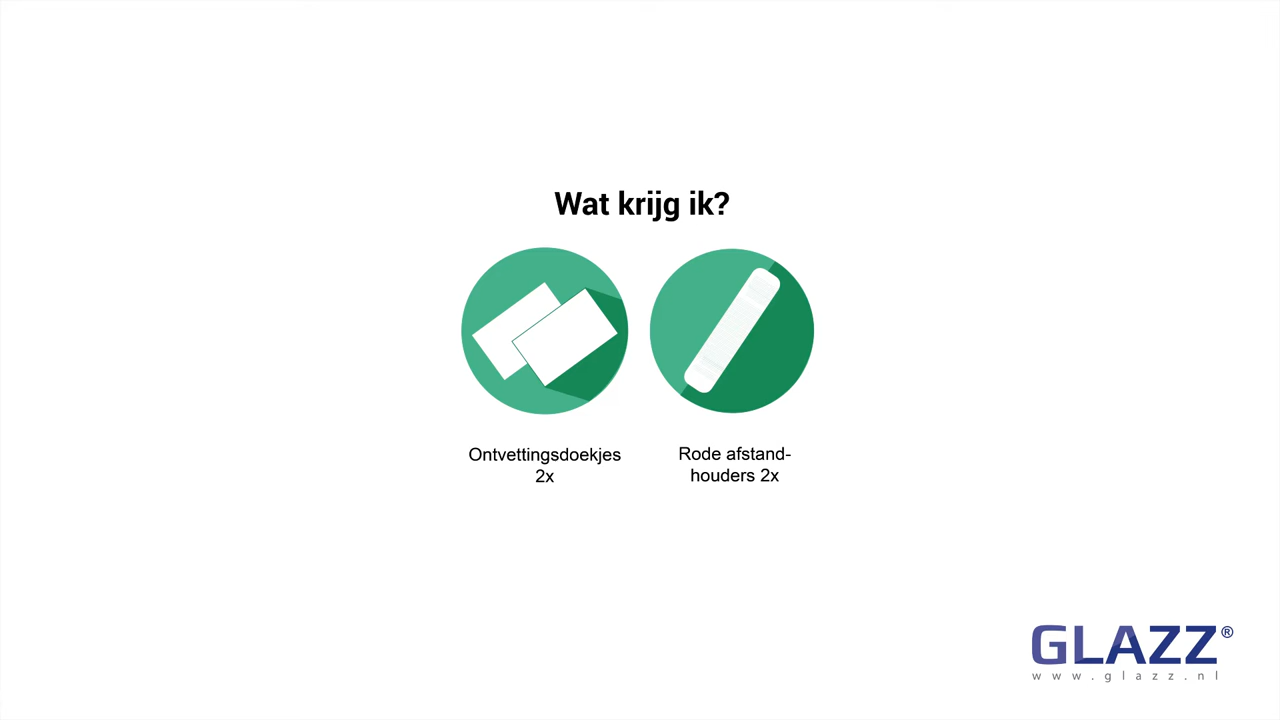 Wat krijg ik?
Ontvettingsdoekjes
2x
Rode afstand-
houders 2x
GLAZZ®
www.glazz.nl